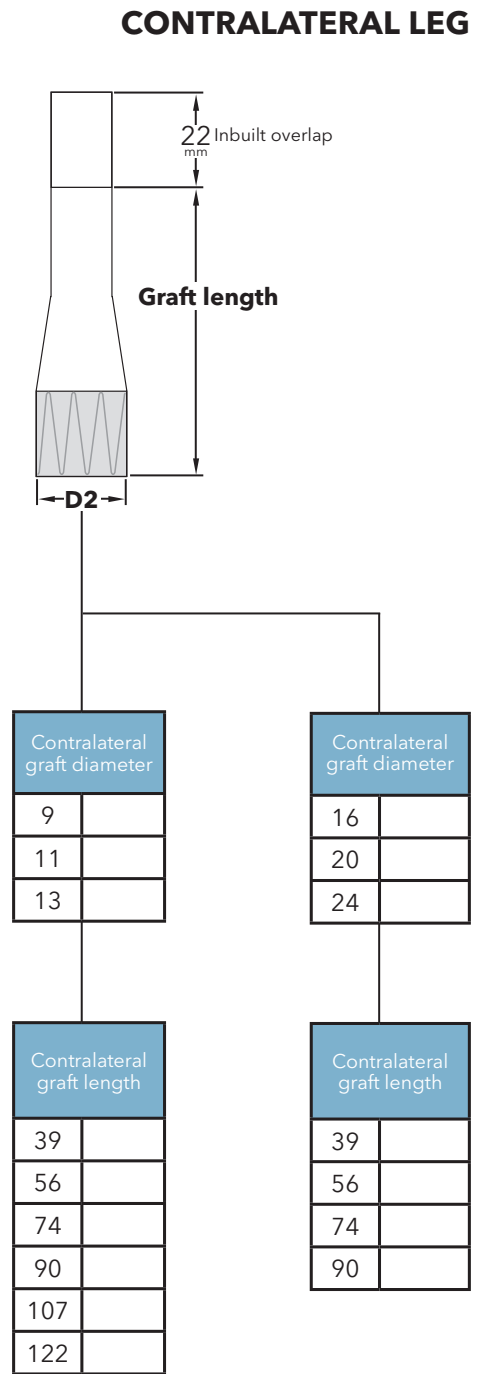 CONTRALATERAL LEG
22 Inbuilt overlap
mm
Graft length
D2
Contralateral
graft diameter
9
11
13
Contralateral
graft diameter
16
20
24
Contralateral
graft length
39
56
74
90
107
122
Contralateral
graft length
39
56
74
90